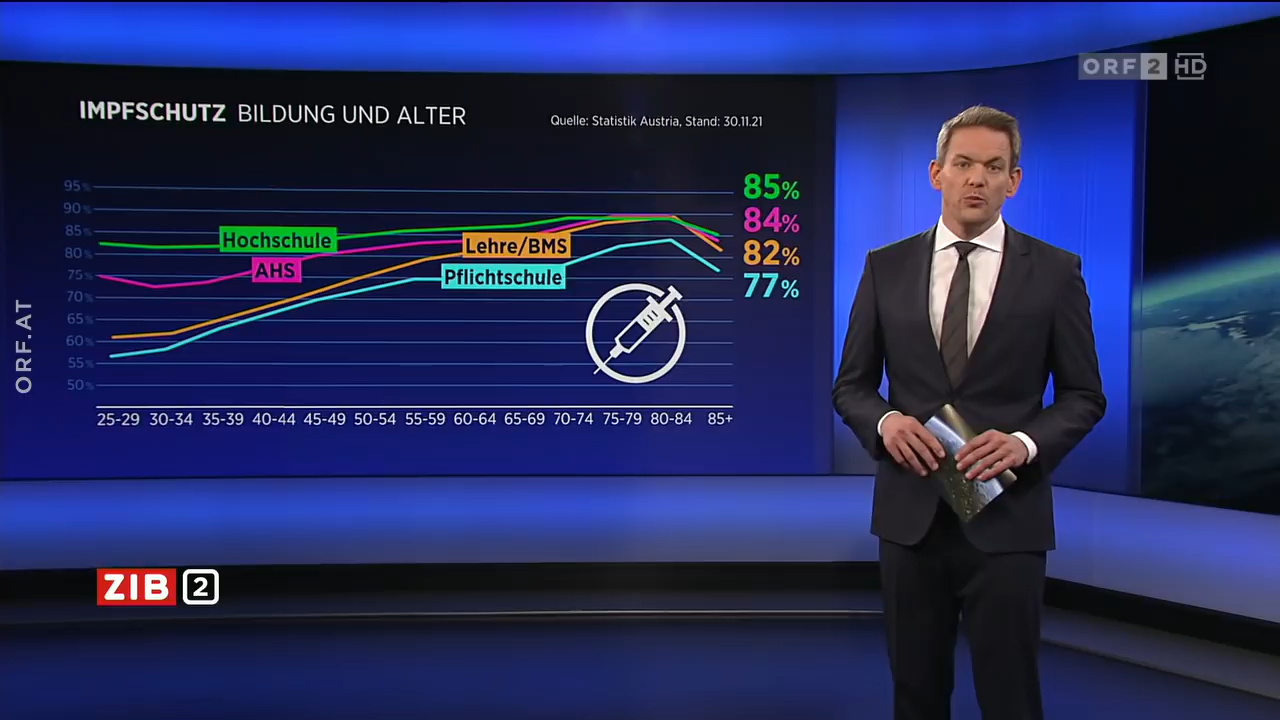 ORF 2 HD
IMPFSCHUTZ BILDUNG UND ALTER
Quelle: Statistik Austria, Stand: 30.11.21
95%
90%
85%
80%
75%
70%
65%
60%
55%
50%
Hochschule
AHS
Lehre/BMS
Pflichtschule
85%
84%
82%
77%
25-29 30-34 35-39 40-44 45-49 50-54 55-59 60-64 65-69 70-74 75-79 80-84 85+
ORF.AT
ZIB 2